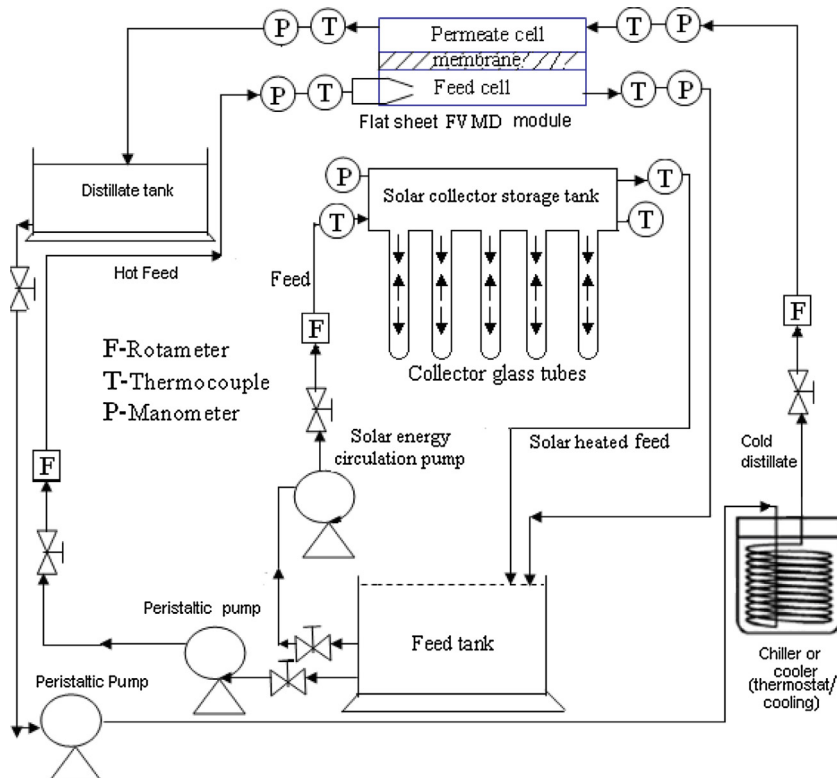 P
T
Permeate cell
T
P
membrane
P
T
Feed cell
T
P
Flat sheet FVMD module
Distillate tank
P
Solar collector storage tank
T
T
T
Hot Feed
Feed
F
F
F-Rotameter
T-Thermocouple
P-Manometer
Collector glass tubes
Solar energy
circulation pump
Solar heated feed
Cold
distillate
F
Peristaltic pump
Feed tank
Peristaltic Pump
Chiller or
cooler
(thermostat/
cooling)